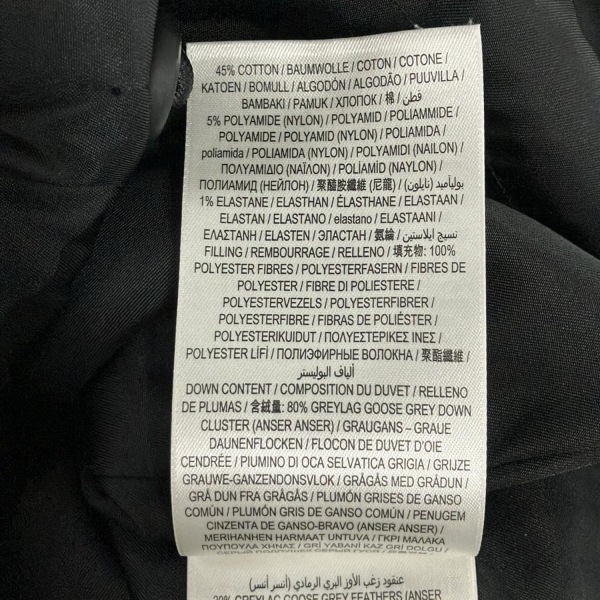 45% COTTON / BAUMWOLLE / COTON / COTONE /
KATOEN / BOMULL / ALGODÓN / ALGODÃO / PUUVILLA /
BAMBAKI / PAMUK / ХЛОПОК / 棉 / قطن
5% POLYAMIDE (NYLON) / POLYAMID / POLIAMMIDE /
POLYAMIDE / POLYAMID (NYLON) / POLIAMIDA /
poliamida / POLIAMIDA (NYLON) / POLYAMIDI (NAILON) /
ΠΟΛΥΑΜΙΔΙΟ (ΝΑΪΛΟΝ) / POLİAMİD (NAYLON) /
ПОЛИАМИД (НЕЙЛОН) / 聚醯胺纖維 (尼龍) / بوليأميد (نايلون)
1% ELASTANE / ELASTHAN / ÉLASTHANE / ELASTAAN /
ELASTAN / ELASTANO / elastano / ELASTAANI /
ΕΛΑΣΤΑΝΗ / ELASTEN / ЭЛАСТАН / 氨綸 / نسيج ايلاستين
FILLING / REMBOURRAGE / RELLENO / 填充物: 100%
POLYESTER FIBRES / POLYESTERFASERN / FIBRES DE
POLYESTER / FIBRE DI POLIESTERE /
POLYESTERVEZELS / POLYESTERFIBRER /
POLYESTERFIBRE / FIBRAS DE POLIÉSTER /
POLYESTERIKUIDUT / ΠΟΛΥΕΣΤΕΡΙΚΕΣ ΙΝΕΣ /
POLYESTER LİFİ / ПОЛИЭФИРНЫЕ ВОЛОКНА / 聚酯纖維 /
ألياف البوليستر
DOWN CONTENT / COMPOSITION DU DUVET / RELLENO
DE PLUMAS / 含絨量: 80% GREYLAG GOOSE GREY DOWN
CLUSTER (ANSER ANSER) / GRAUGANS – GRAUE
DAUNENFLOCKEN / FLOCON DE DUVET D'OIE
CENDRÉE / PIUMINO DI OCA SELVATICA GRIGIA / GRIJZE
GRAUWE-GANZENDONSVLOK / GRÅGÅS MED GRÅDUN /
GRÅ DUN FRA GRÅGÅS / PLUMÓN GRISES DE GANSO
COMÚN / PLUMÓN GRIS DE GANSO COMÚN / PENUGEM
CINZENTA DE GANSO-BRAVO (ANSER ANSER) /
MERIHANHEN HARMAAT UNTUVA / ΓΚΡΙ ΜΑΛΑΚΑ
ΠΟΥΠΟΥΛΑ ΧΗΝΑΣ / GRİ YABANİ KAZ GRİ DOLGU /
عنقود زغب الأوز البري الرمادي (أنسر أنسر)
20% GREYLAG GOOSE GREY FEATHERS (ANSER